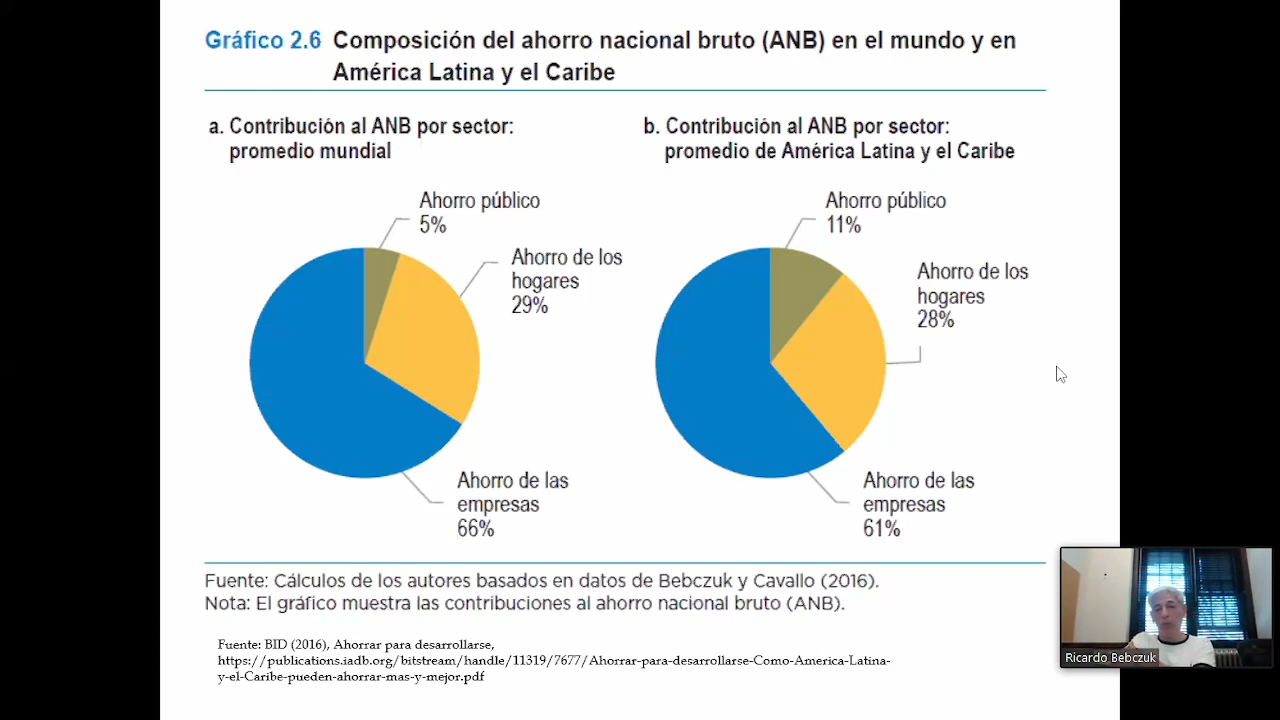 Gráfico 2.6 Composición del ahorro nacional bruto (ANB) en el mundo y en
América Latina y el Caribe
a. Contribución al ANB por sector:
promedio mundial
Ahorro público
5%
Ahorro de los
hogares
29%
Ahorro de las
empresas
66%
b. Contribución al ANB por sector:
promedio de América Latina y el Caribe
Ahorro público
11%
Ahorro de los
hogares
28%
Ahorro de las
empresas
61%
Fuente: Cálculos de los autores basados en datos de Bebczuk y Cavallo (2016).
Nota: El gráfico muestra las contribuciones al ahorro nacional bruto (ANB).
Fuente: BID (2016), Ahorrar para desarrollarse,
https://publications.iadb.org/bitstream/handle/11319/7677/Ahorrar-para-desarrollarse-Como-America-Latina-
y-el-Caribe-pueden-ahorrar-mas-y-mejor.pdf
Ricardo Bebczuk